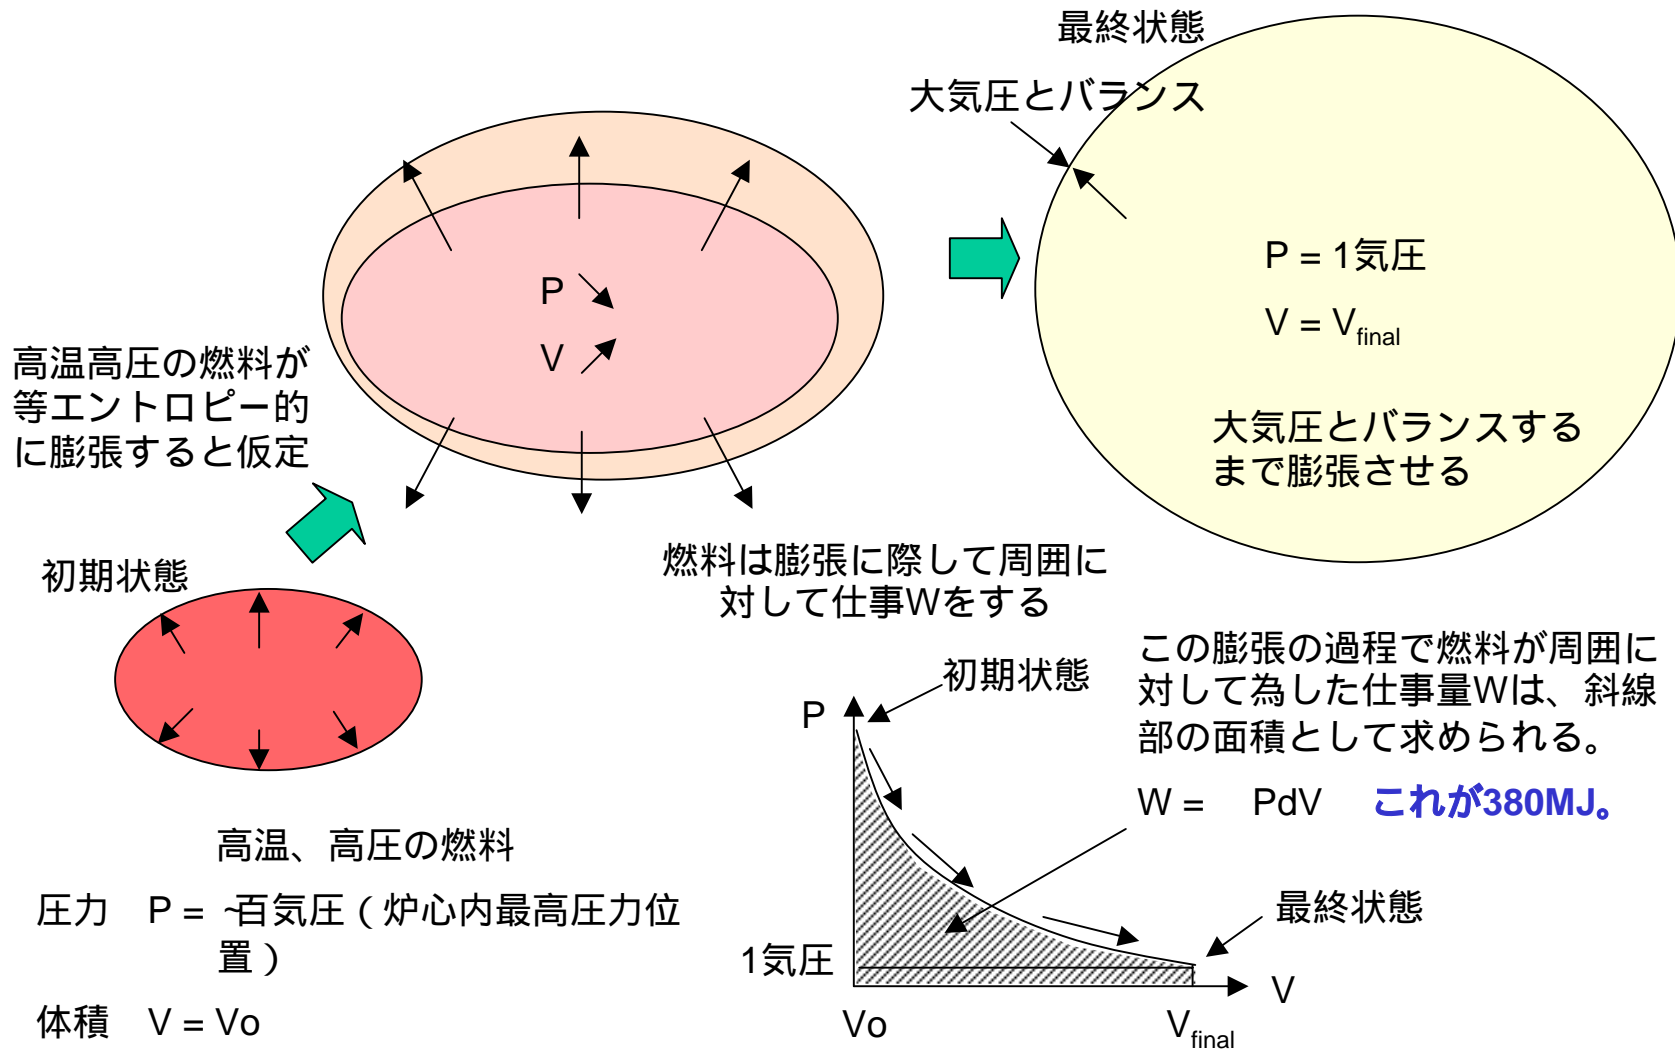 最終状態
大気圧とバランス
P = 1気圧
V = Vfinal
大気圧とバランスする
まで膨張させる
P
V
高温高圧の燃料が
等エントロピー的
に膨張すると仮定
初期状態
燃料は膨張に際して周囲に
対して仕事Wをする
高温、高圧の燃料
圧力 P = ~百気圧（炉心内最高圧力位
置）
体積 V = Vo
この膨張の過程で燃料が周囲に
対して為した仕事量Wは、斜線
部の面積として求められる。
W = PdV これが380MJ。
初期状態
P
最終状態
1気圧
V
Vo
Vfinal